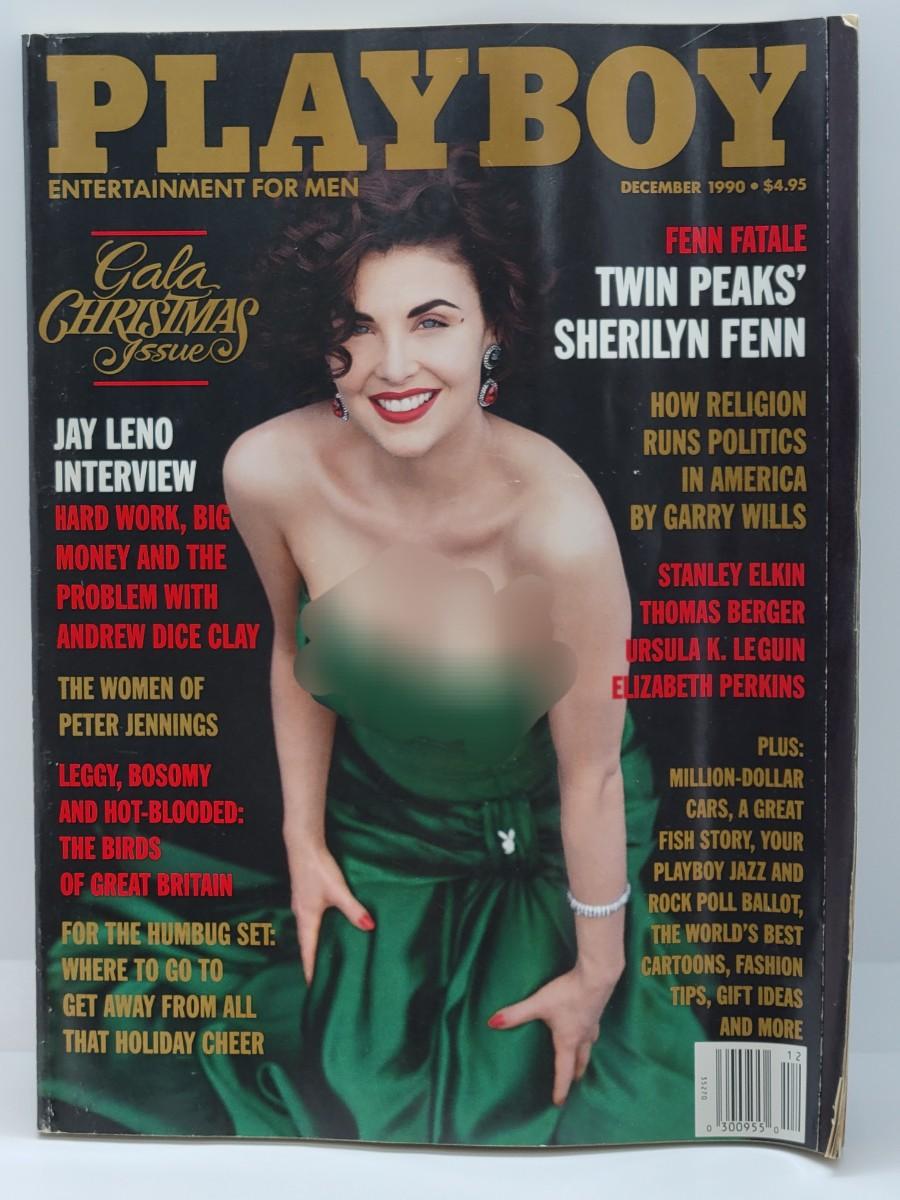 PLAYBOY
ENTERTAINMENT FOR MEN
DECEMBER 1990 • $4.95
Gala
CHRISTMAS
Issue
JAY LENO
INTERVIEW
HARD WORK, BIG
MONEY AND THE
PROBLEM WITH
ANDREW DICE CLAY
THE WOMEN OF
PETER JENNINGS
LEGGY, BOSOMY
AND HOT-BLOODED:
THE BIRDS
OF GREAT BRITAIN
FOR THE HUMBUG SET:
WHERE TO GO TO
GET AWAY FROM ALL
THAT HOLIDAY CHEER
FENN FATALE
TWIN PEAKS'
SHERILYN FENN
HOW RELIGION
RUNS POLITICS
IN AMERICA
BY GARRY WILLS
STANLEY ELKIN
THOMAS BERGER
URSULA K. LEGUIN
ELIZABETH PERKINS
PLUS:
MILLION-DOLLAR
CARS, A GREAT
FISH STORY, YOUR
PLAYBOY JAZZ AND
ROCK POLL BALLOT,
THE WORLD'S BEST
CARTOONS, FASHION
TIPS, GIFT IDEAS
AND MORE
12
35270
0 300955 0